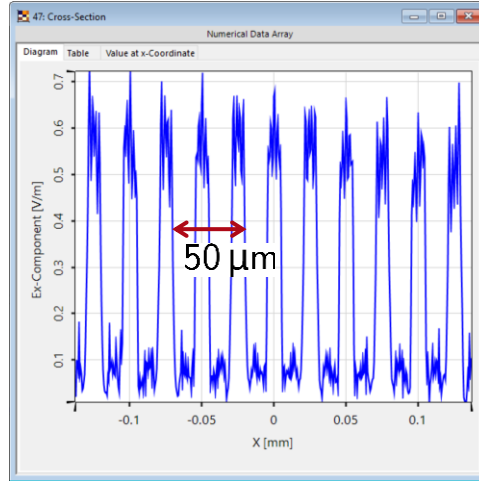 47: Cross-Section
Numerical Data Array
Diagram Table Value at x-Coordinate
Ex-Component [V/m]
0.7
0.6
0.5
0.4
0.3
0.2
0.1
50 µm
-0.1 -0.05 0 0.05 0.1
X [mm]